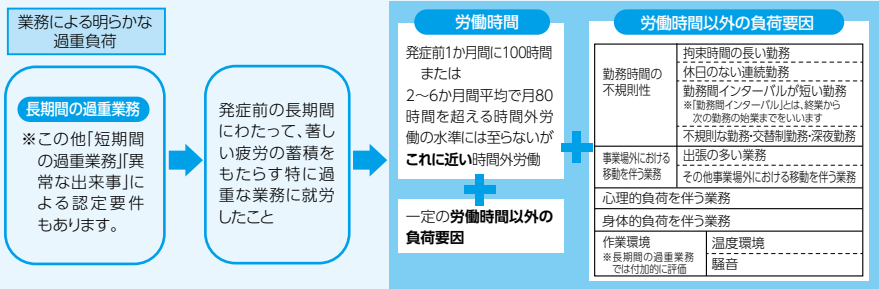 業務による明らかな
過重負荷
長期間の過重業務
※この他「短期間
の過重業務」「異
常な出来事」に
よる認定要件
もあります。
発症前の長期間
にわたって、著し
い疲労の蓄積を
もたらす特に過
重な業務に就労
したこと
労働時間
発症前1か月間に100時間
または
2〜6か月間平均で月80
時間を超える時間外労
働の水準には至らないが
これに近い時間外労働
一定の労働時間以外の
負荷要因
労働時間以外の負荷要因
勤務時間の
不規則性
拘束時間の長い勤務
休日のない連続勤務
勤務間インターバルが短い勤務
※「勤務間インターバル」とは、終業から
次の勤務の始業までをいいます
不規則な勤務・交替制勤務・深夜勤務
事業場外における
移動を伴う業務
出張の多い業務
その他事業場外における移動を伴う業務
心理的負荷を伴う業務
身体的負荷を伴う業務
作業環境
※長期間の過重業務
では付加的に評価
温度環境
騒音